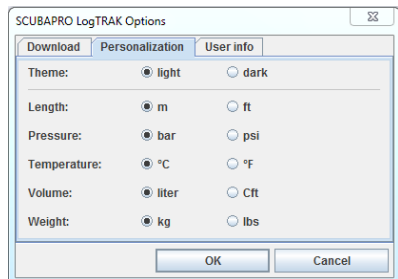 SCUBAPRO LogTRAK Options
Download Personalization User info
Theme: light dark
Length: m ft
Pressure: bar psi
Temperature: °C °F
Volume: liter Cft
Weight: kg lbs
OK Cancel